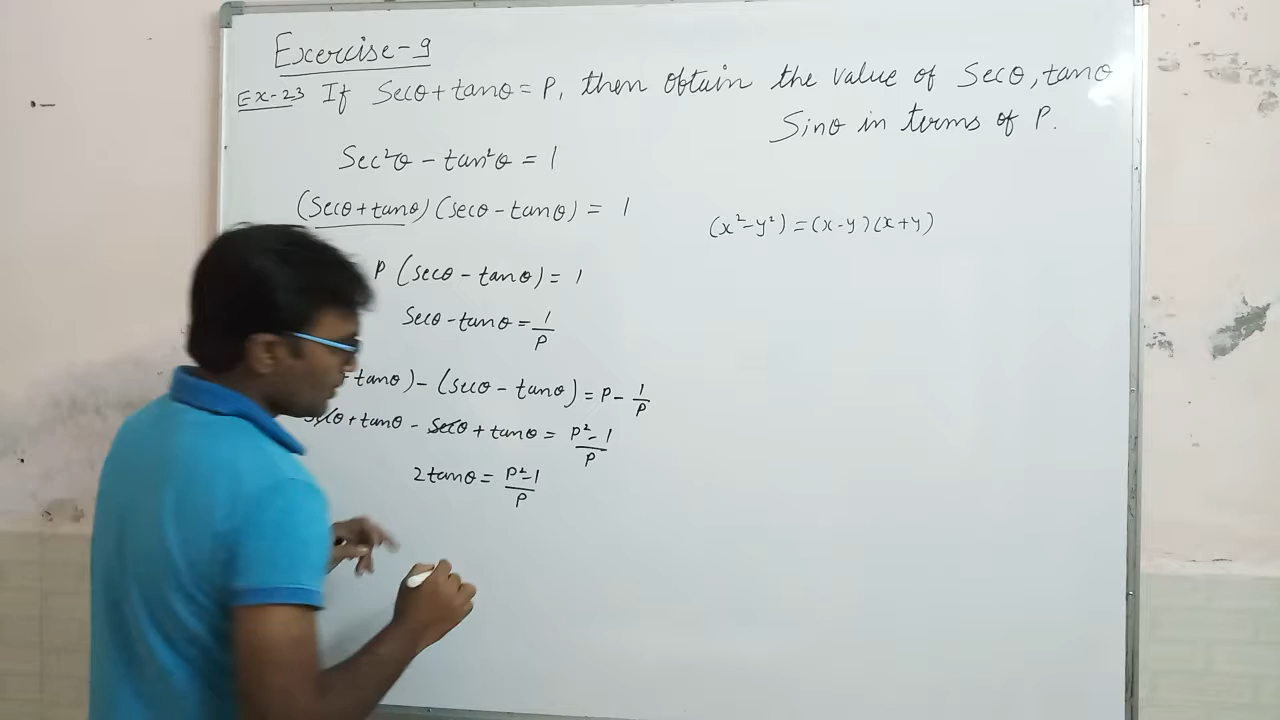 Exercise-9
Ex-23 If Secθ + tanθ = P, then obtain the value of Secθ, tanθ
Sinθ in terms of P.
Sec²θ - tan²θ = 1
(Secθ + tanθ) (secθ - tanθ) = 1
(x² - y²) = (x - y)(x + y)
P (secθ - tanθ) = 1
Secθ - tanθ = 1/P
+ tanθ) - (secθ - tanθ) = P - 1/P
secθ + tanθ - secθ + tanθ = P² - 1/P
2tanθ = P² - 1/P